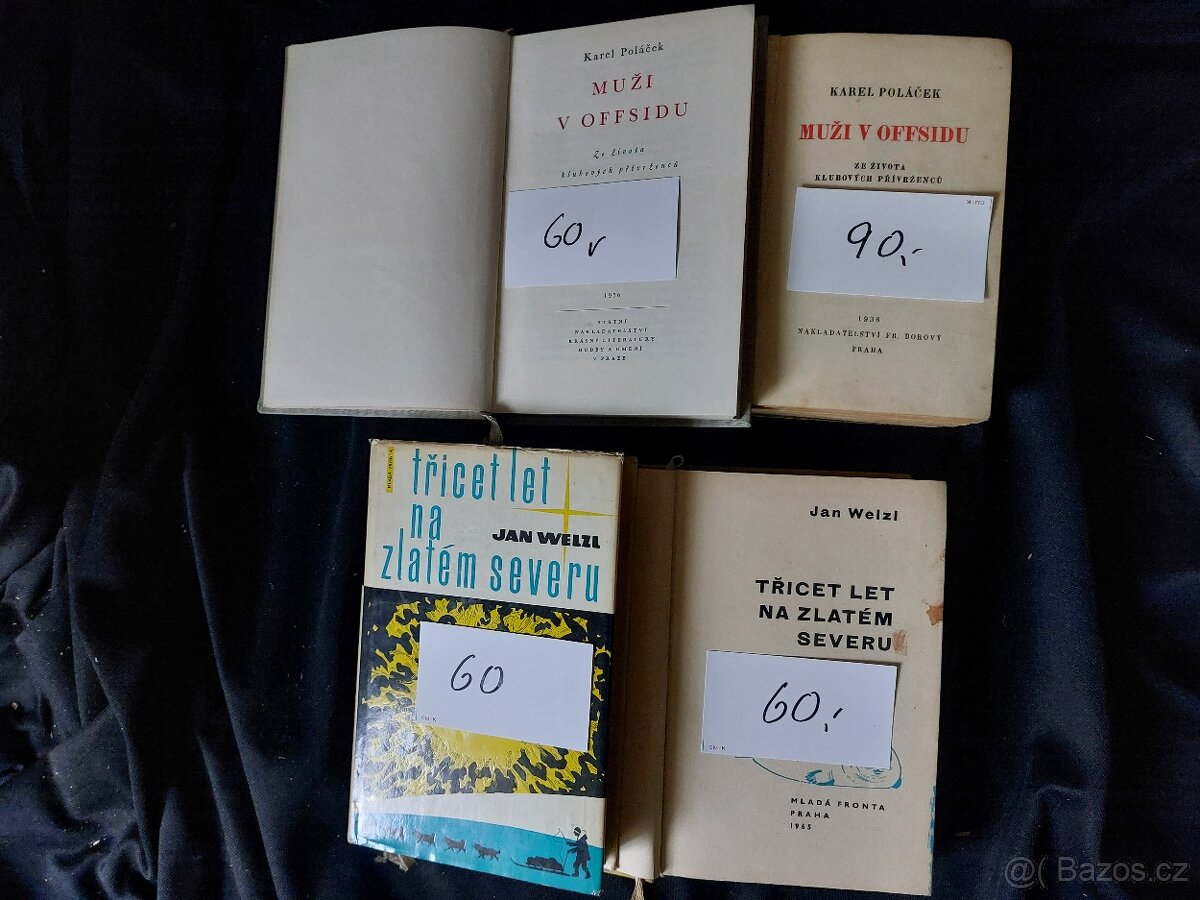 Karel Poláček
MUŽI
V OFFSIDU
Ze života
klubových přívrženců
60,-
1956
STÁTNÍ
NAKLADATELSTVÍ
KRÁSNÉ LITERATURY
HUDBY A UMĚNÍ
V PRAZE
KAREL POLÁČEK
MUŽI V OFFSIDU
ZE ŽIVOTA
KLUBOVÝCH PŘÍVRŽENCŮ
90,-
1936
NAKLADATELSTVÍ FR. BOROVÝ
PRAHA
MLADÁ FRONTA
třicet let
na
JAN WELZL
zlatém severu
60
Jan Welzl
TŘICET LET
NA ZLATÉM
SEVERU
60,-
MLADÁ FRONTA
PRAHA
1965
@( Bazos.cz